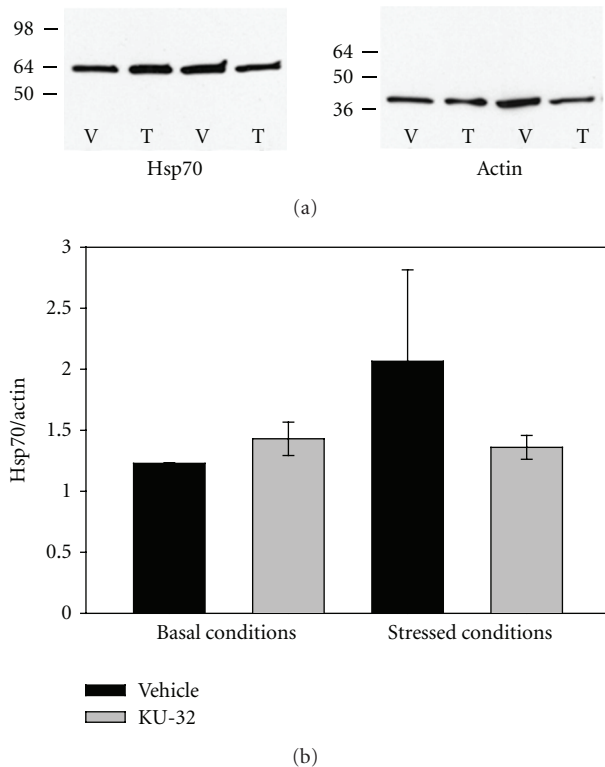 98
64
50
V T V T
Hsp70
64
50
36
V T V T
Actin
(a)
3
2.5
2
1.5
1
0.5
0
Hsp70/actin
Basal conditions
Stressed conditions
Vehicle
KU-32
(b)